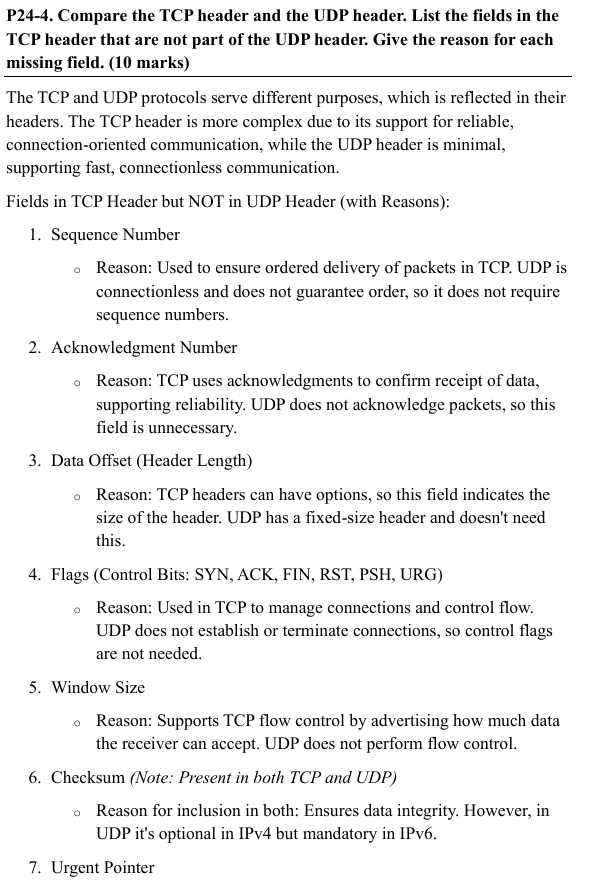 P24-4. Compare the TCP header and the UDP header. List the fields in the
TCP header that are not part of the UDP header. Give the reason for each
missing field. (10 marks)
The TCP and UDP protocols serve different purposes, which is reflected in their
headers. The TCP header is more complex due to its support for reliable,
connection-oriented communication, while the UDP header is minimal,
supporting fast, connectionless communication.
Fields in TCP Header but NOT in UDP Header (with Reasons):
1. Sequence Number
○ Reason: Used to ensure ordered delivery of packets in TCP. UDP is
connectionless and does not guarantee order, so it does not require
sequence numbers.
2. Acknowledgment Number
○ Reason: TCP uses acknowledgments to confirm receipt of data,
supporting reliability. UDP does not acknowledge packets, so this
field is unnecessary.
3. Data Offset (Header Length)
○ Reason: TCP headers can have options, so this field indicates the
size of the header. UDP has a fixed-size header and doesn't need
this.
4. Flags (Control Bits: SYN, ACK, FIN, RST, PSH, URG)
○ Reason: Used in TCP to manage connections and control flow.
UDP does not establish or terminate connections, so control flags
are not needed.
5. Window Size
○ Reason: Supports TCP flow control by advertising how much data
the receiver can accept. UDP does not perform flow control.
6. Checksum (Note: Present in both TCP and UDP)
○ Reason for inclusion in both: Ensures data integrity. However, in
UDP it's optional in IPv4 but mandatory in IPv6.
7. Urgent Pointer